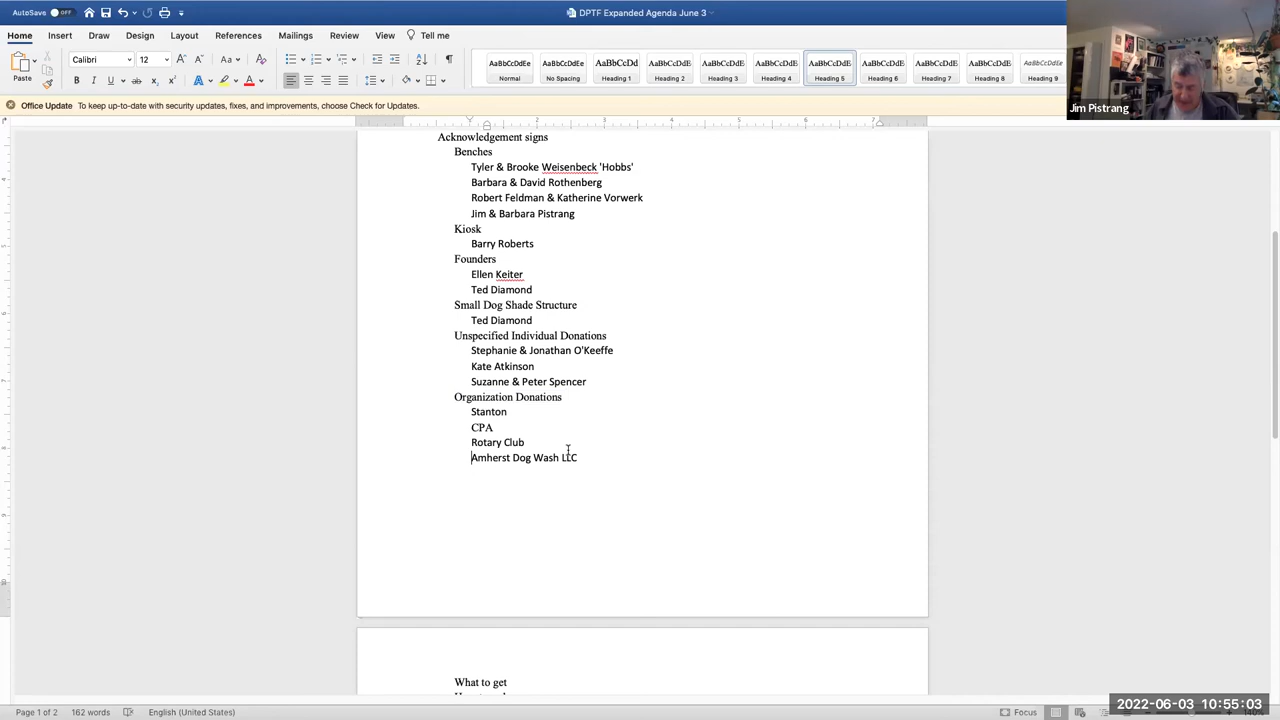 AutoSave OFF
DPTF Expanded Agenda June 3
Home Insert Draw Design Layout References Mailings Review View Tell me
Paste
Calibri 12
AaBbCcDdEe AaBbCcDdEe AaBbCcDd AaBbCcDdE AaBbCcDdE AaBbCcDdE AaBbCcDdE AaBbCcDdE AaBbCcDdE AaBbCcDdE AaBbCcDdEe
Normal No Spacing Heading 1 Heading 2 Heading 3 Heading 4 Heading 5 Heading 6 Heading 7 Heading 8 Heading 9
Jim Pistrang
Office Update To keep up-to-date with security updates, fixes, and improvements, choose Check for Updates.
Acknowledgement signs
Benches
Tyler & Brooke Weisenbeck 'Hobbs'
Barbara & David Rothenberg
Robert Feldman & Katherine Vorwerk
Jim & Barbara Pistrang
Kiosk
Barry Roberts
Founders
Ellen Keiter
Ted Diamond
Small Dog Shade Structure
Ted Diamond
Unspecified Individual Donations
Stephanie & Jonathan O'Keeffe
Kate Atkinson
Suzanne & Peter Spencer
Organization Donations
Stanton
CPA
Rotary Club
Amherst Dog Wash LLC
What to get
Page 1 of 2 162 words English (United States) Focus
2022-06-03 10:55:03